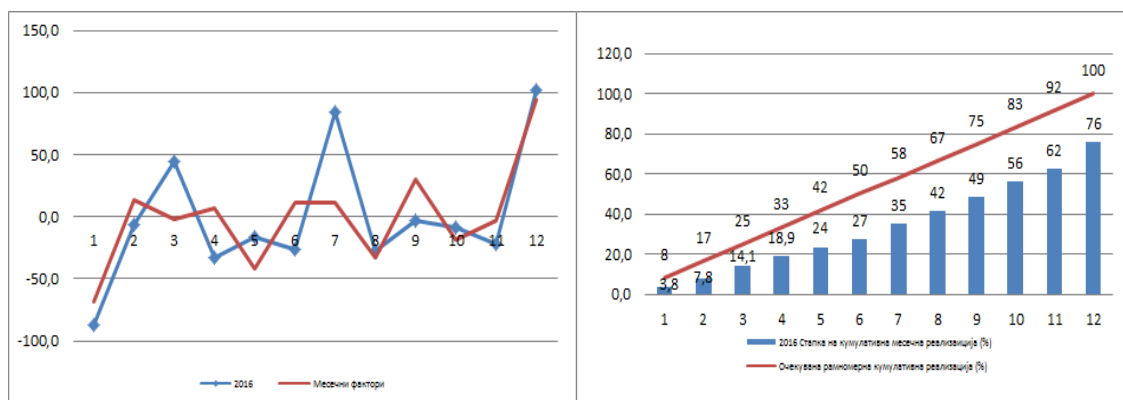 150,0
100,0
50,0
0,0
-50,0
-100,0
1 2 3 4 5 6 7 8 9 10 11 12
2016 Месечни фактори
120,0
100,0
80,0
60,0
40,0
20,0
0,0
8 17 25 33 42 50 58 67 75 83 92 100
3,8 7,8 14,1 18,9 24 27 35 42 49 56 62 76
1 2 3 4 5 6 7 8 9 10 11 12
2016 Стапка на кумулативна месечна реализација (%)
Очекувана рамномерна кумулативна реализација (%)